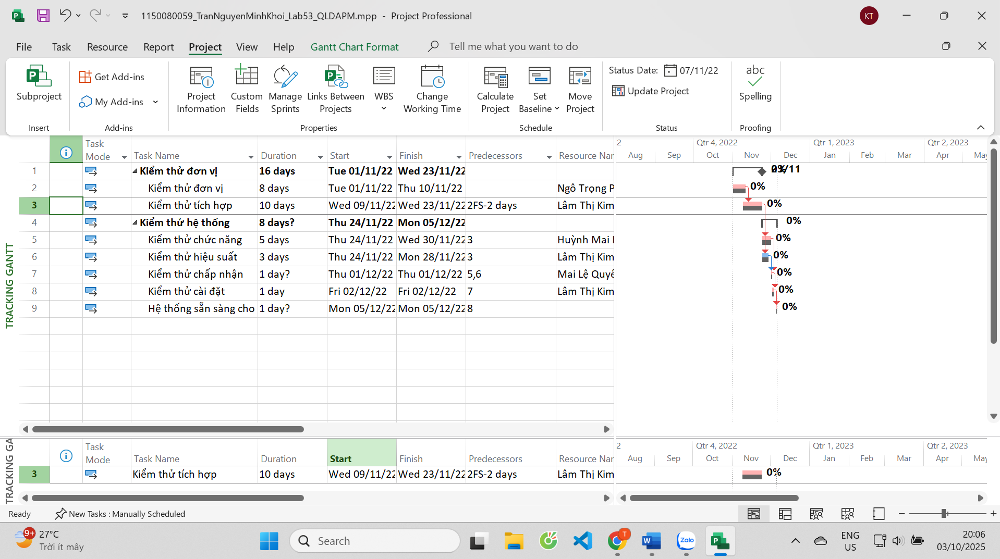 1150080059_TranNguyenMinhKhoi_Lab53_QLDAPM.mpp - Project Professional
KT
File Task Resource Report Project View Help Gantt Chart Format Tell me what you want to do
Subproject
Insert
Get Add-ins
My Add-ins
Add-ins
Project Information
Custom Fields
Manage Sprints
Links Between Projects
WBS
Change Working Time
Properties
Calculate Project
Set Baseline
Move Project
Schedule
Status Date: 07/11/22
Update Project
Status
abc
Spelling
Proofing
TRACKING GANTT
Task Mode Task Name Duration Start Finish Predecessors Resource Nar
2 Qtr 4, 2022 Qtr 1, 2023 Qtr 2, 2023
Aug Sep Oct Nov Dec Jan Feb Mar Apr May
1 Kiểm thử đơn vị 16 days Tue 01/11/22 Wed 23/11/22
2 Kiểm thử đơn vị 8 days Tue 01/11/22 Thu 10/11/22 Ngô Trọng P 0%
3 Kiểm thử tích hợp 10 days Wed 09/11/22 Wed 23/11/22 2FS-2 days Lâm Thị Kim 0%
4 Kiểm thử hệ thống 8 days? Thu 24/11/22 Mon 05/12/22 0%
5 Kiểm thử chức năng 5 days Thu 24/11/22 Wed 30/11/22 3 Huỳnh Mai 0%
6 Kiểm thử hiệu suất 3 days Thu 24/11/22 Mon 28/11/22 3 Lâm Thị Kim 0%
7 Kiểm thử chấp nhận 1 day? Thu 01/12/22 Thu 01/12/22 5,6 Mai Lệ Quyê 0%
8 Kiểm thử cài đặt 1 day Fri 02/12/22 Fri 02/12/22 7 Lâm Thị Kim 0%
9 Hệ thống sẵn sàng cho 1 day? Mon 05/12/22 Mon 05/12/22 8 0%
TRACKING GA
Task Mode Task Name Duration Start Finish Predecessors Resource Nar
2 Qtr 4, 2022 Qtr 1, 2023 Qtr 2, 2023
Aug Sep Oct Nov Dec Jan Feb Mar Apr May
3 Kiểm thử tích hợp 10 days Wed 09/11/22 Wed 23/11/22 2FS-2 days Lâm Thị Kim 0%
Ready New Tasks : Manually Scheduled
9+
27°C
Trời ít mây
Search
T
Zalo
ENG
US
20:06
03/10/2025